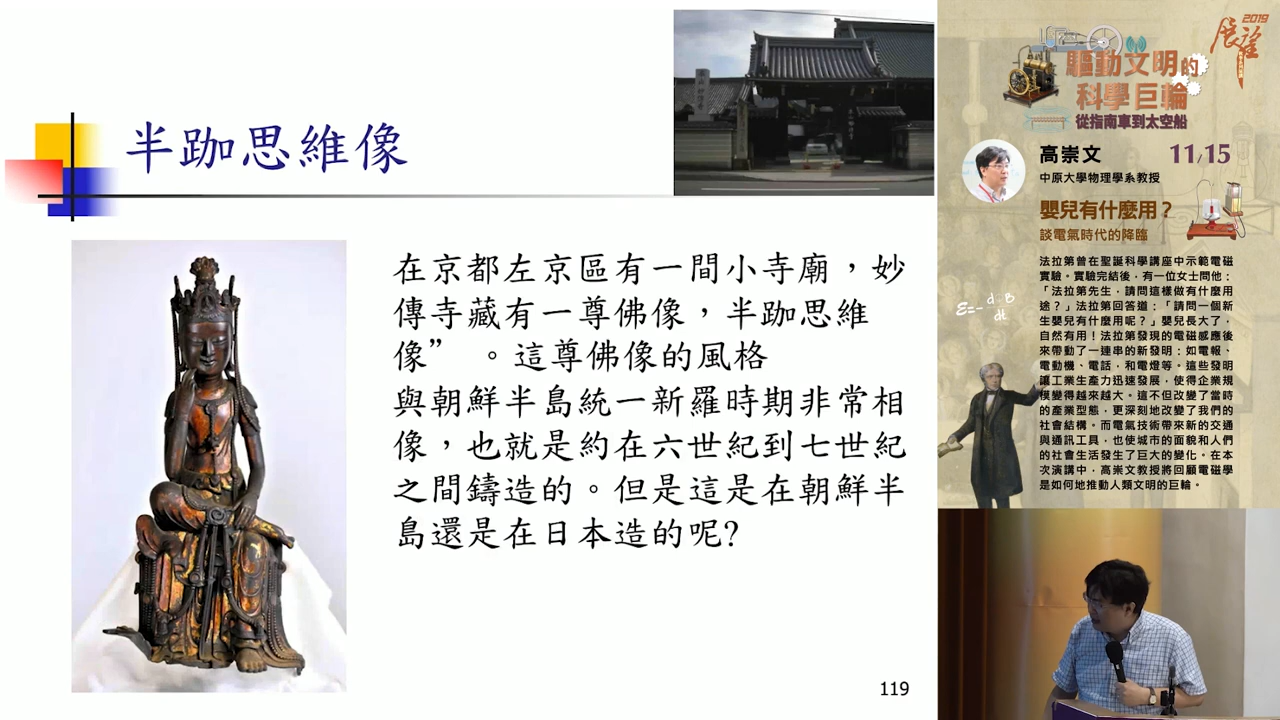 半跏思維像
在京都左京區有一間小寺廟，妙
傳寺藏有一尊佛像，半跏思維
像”。這尊佛像的風格
與朝鮮半島統一新羅時期非常相
像，也就是約在六世紀到七世紀
之間鑄造的。但是這是在朝鮮半
島還是在日本造的呢?
119
2019
展望
驅動文明的
科學巨輪
從指南車到太空船
高崇文
11/15
中原大學物理學系教授
嬰兒有什麼用？
談電氣時代的降臨
法拉第曾在聖誕科學講座中示範電磁
實驗。實驗完結後，有一位女士問他：
「法拉第先生，請問這樣做有什麼用
途？」法拉第回答道：「請問一個新
生嬰兒有什麼用呢？」嬰兒長大了，
自然有用！法拉第發現的電磁感應後
來帶動了一連串的新發明：如電報、
電動機、電話，和電燈等。這些發明
讓工業生產力迅速發展，使得企業規
模變得越來越大。這不但改變了當時
的產業型態，更深刻地改變了我們的
社會結構。而電氣技術帶來新的交通
與通訊工具，也使城市的面貌和人們
的社會生活發生了巨大的變化。在本
次演講中，高崇文教授將回顧電磁學
是如何地推動人類文明的巨輪。